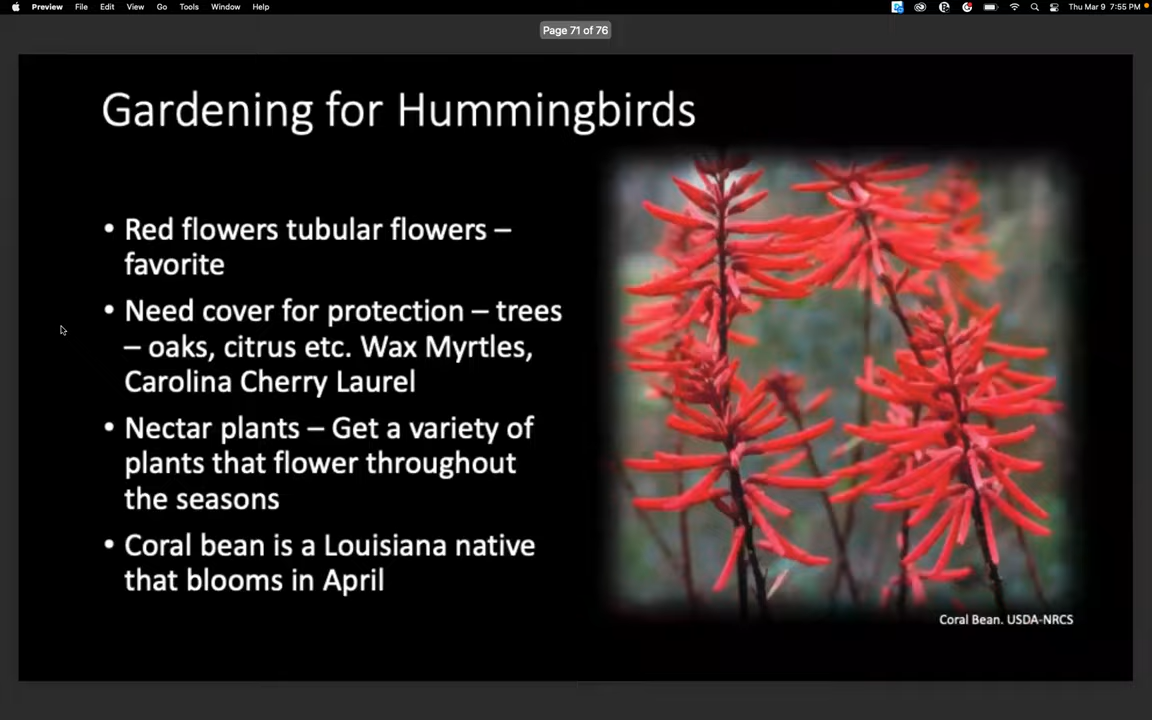 Preview File Edit View Go Tools Window Help Thu Mar 9 7:55 PM
Page 71 of 76
Gardening for Hummingbirds
• Red flowers tubular flowers –
favorite
• Need cover for protection – trees
– oaks, citrus etc. Wax Myrtles,
Carolina Cherry Laurel
• Nectar plants – Get a variety of
plants that flower throughout
the seasons
• Coral bean is a Louisiana native
that blooms in April
Coral Bean. USDA-NRCS